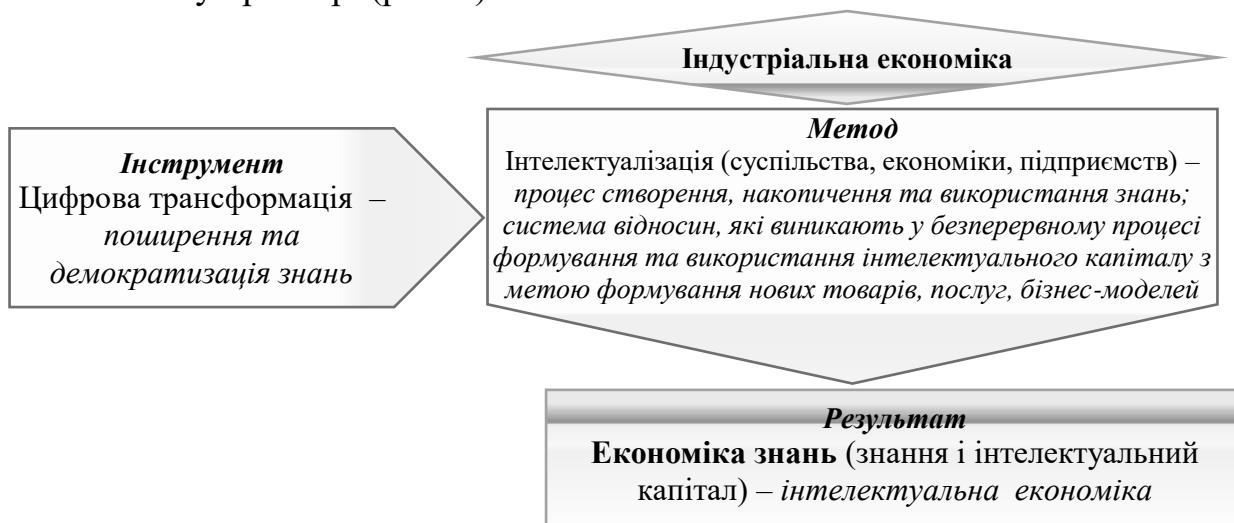 Індустріальна економіка
Інструмент
Цифрова трансформація –
поширення та
демократизація знань
Метод
Інтелектуалізація (суспільства, економіки, підприємств) –
процес створення, накопичення та використання знань;
система відносин, які виникають у безперервному процесі
формування та використання інтелектуального капіталу з
метою формування нових товарів, послуг, бізнес-моделей
Результат
Економіка знань (знання і інтелектуальний
капітал) – інтелектуальна економіка